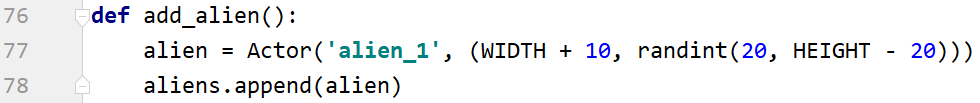 76 def add_alien():
77     alien = Actor('alien_1', (WIDTH + 10, randint(20, HEIGHT - 20)))
78     aliens.append(alien)